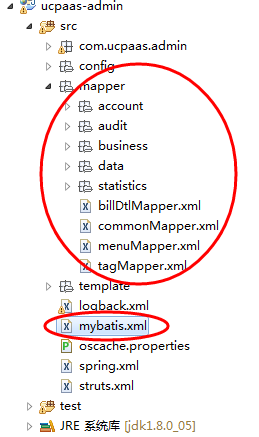 ucpaas-admin
src
com.ucpaas.admin
config
mapper
account
audit
business
data
statistics
billDtlMapper.xml
commonMapper.xml
menuMapper.xml
tagMapper.xml
template
logback.xml
mybatis.xml
oscache.properties
spring.xml
struts.xml
test
JRE 系统库 [jdk1.8.0_05]